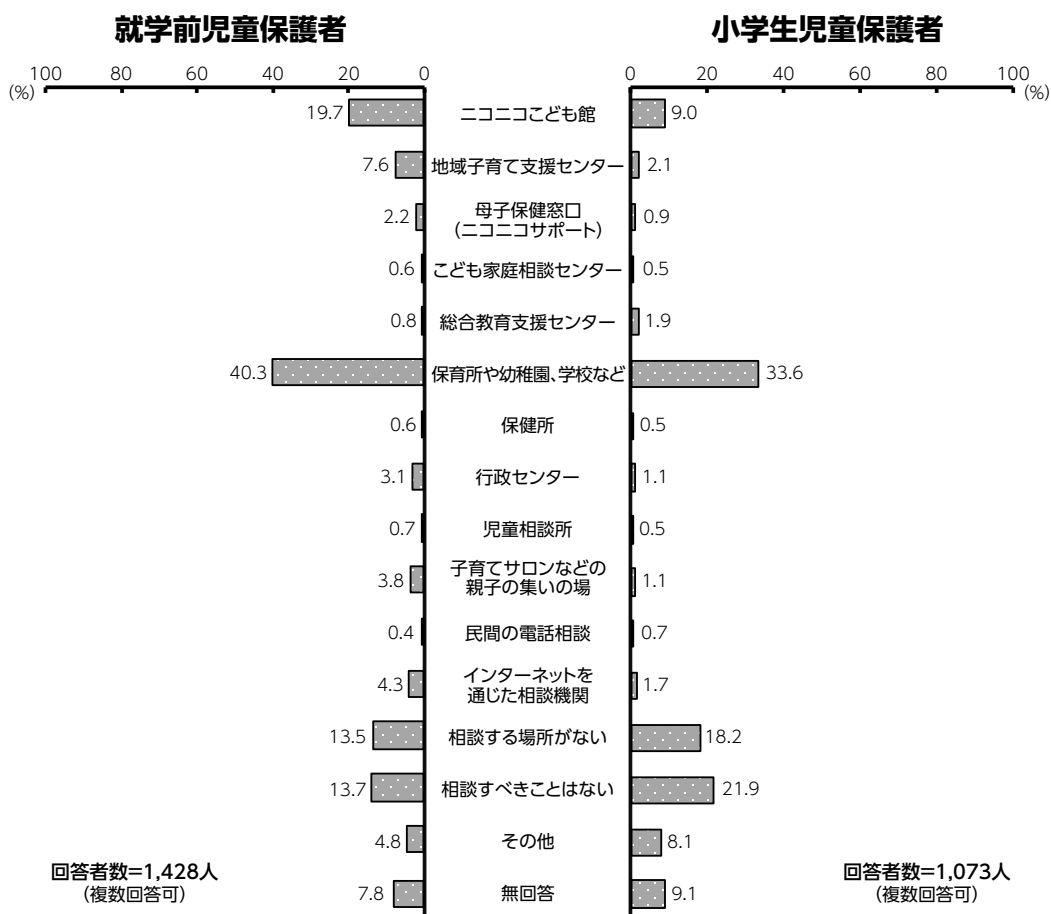 就学前児童保護者 小学生児童保護者
100 80 60 40 20 0 0 20 40 60 80 100
(%) (%)
19.7 ニコニコこども館 9.0
7.6 地域子育て支援センター 2.1
2.2 母子保健窓口 0.9
(ニコニコサポート)
0.6 こども家庭相談センター 0.5
0.8 総合教育支援センター 1.9
40.3 保育所や幼稚園、学校など 33.6
0.6 保健所 0.5
3.1 行政センター 1.1
0.7 児童相談所 0.5
3.8 子育てサロンなどの 1.1
親子の集いの場
0.4 民間の電話相談 0.7
4.3 インターネットを 1.7
通じた相談機関
13.5 相談する場所がない 18.2
13.7 相談すべきことはない 21.9
4.8 その他 8.1
回答者数=1,428人 回答者数=1,073人
(複数回答可) (複数回答可)
7.8 無回答 9.1